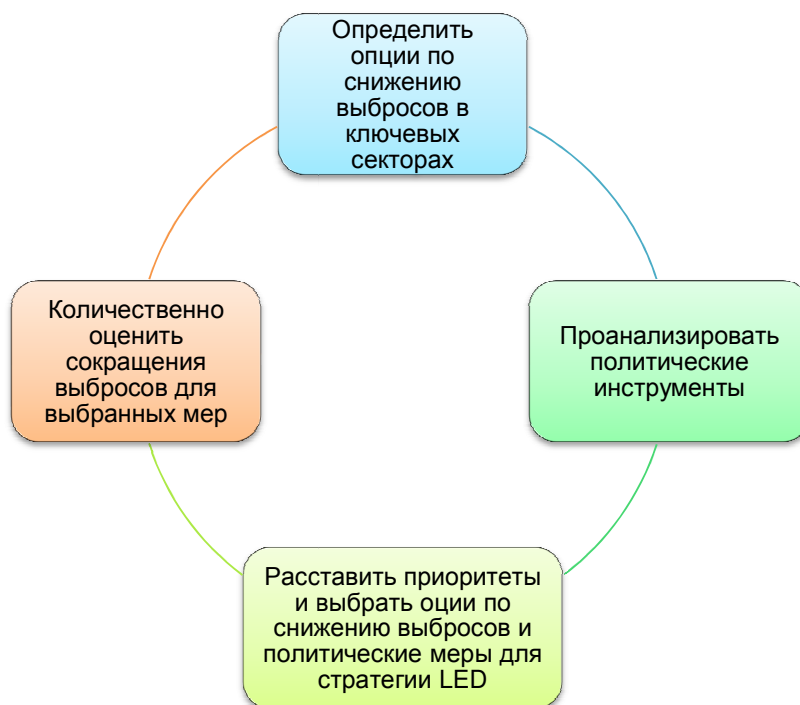 Определить
опции по
снижению
выбросов в
ключевых
секторах
Проанализировать
политические
инструменты
Расставить приоритеты
и выбрать оции по
снижению выбросов и
политические меры для
стратегии LED
Количественно
оценить
сокращения
выбросов для
выбранных мер